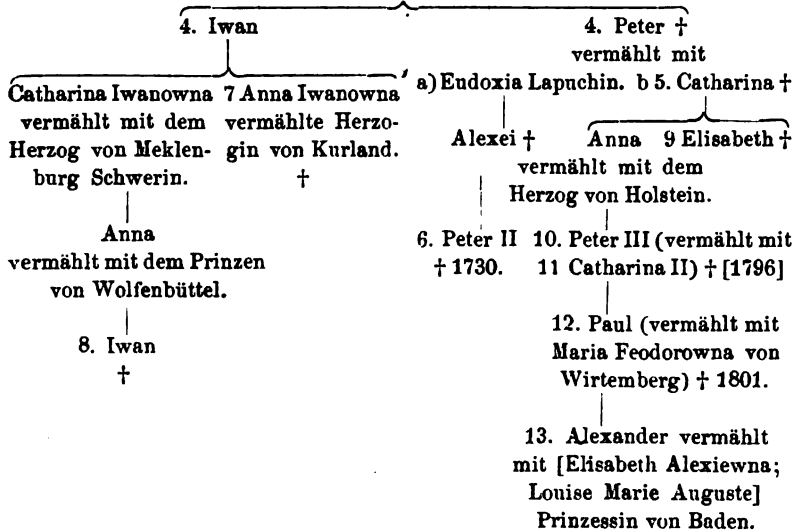 4. Iwan
Catharina Iwanowna
vermählt mit dem
Herzog von Meklen-
burg Schwerin.
7 Anna Iwanowna
vermählte Herzo-
gin von Kurland.
†
Anna
vermählt mit dem Prinzen
von Wolfenbüttel.
8. Iwan
†
4. Peter †
vermählt mit
a) Eudoxia Lapuchin. b 5. Catharina †
Alexei †
Anna 9 Elisabeth †
vermählt mit dem
Herzog von Holstein.
6. Peter II
† 1730.
10. Peter III (vermählt mit
11 Catharina II) † [1796]
12. Paul (vermählt mit
Maria Feodorowna von
Wirtemberg) † 1801.
13. Alexander vermählt
mit [Elisabeth Alexiewna;
Louise Marie Auguste]
Prinzessin von Baden.